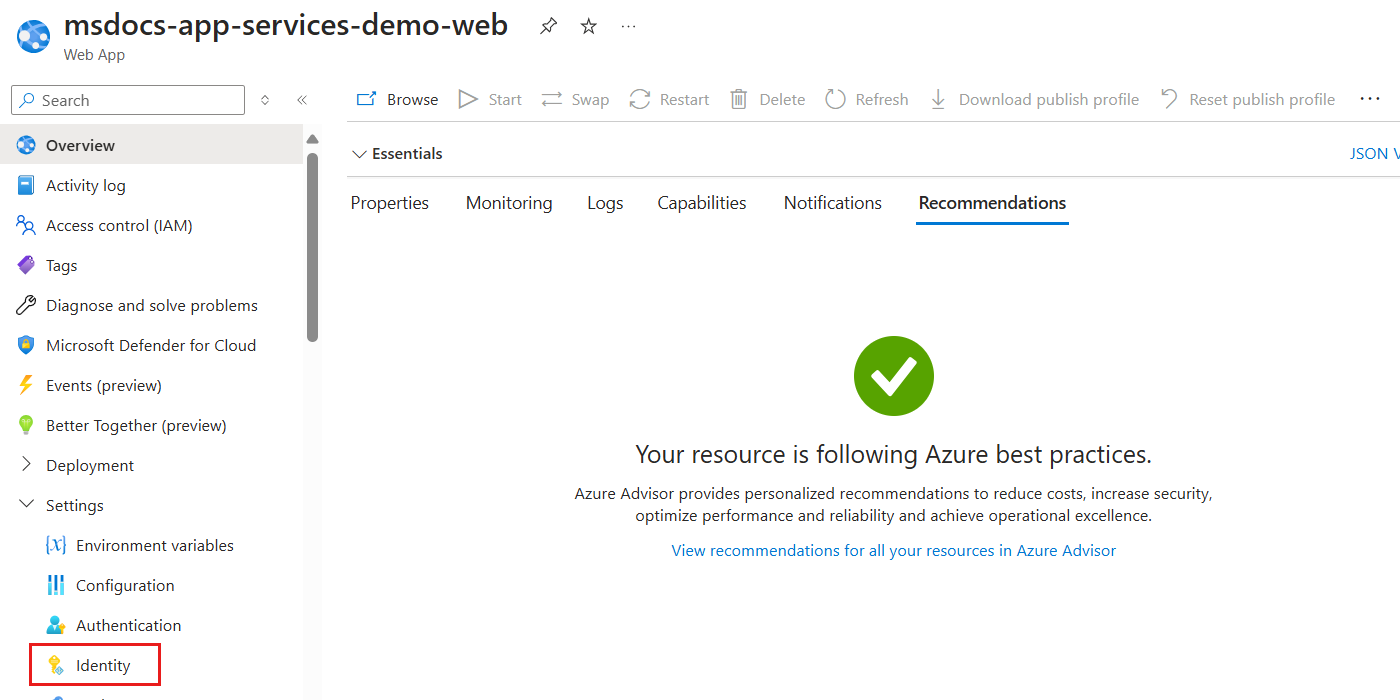 msdocs-app-services-demo-web
Web App
Search
Browse Start Swap Restart Delete Refresh Download publish profile Reset publish profile
Overview
Activity log
Access control (IAM)
Tags
Diagnose and solve problems
Microsoft Defender for Cloud
Events (preview)
Better Together (preview)
Deployment
Settings
Environment variables
Configuration
Authentication
Identity
Essentials
JSON V
Properties Monitoring Logs Capabilities Notifications Recommendations
Your resource is following Azure best practices.
Azure Advisor provides personalized recommendations to reduce costs, increase security,
optimize performance and reliability and achieve operational excellence.
View recommendations for all your resources in Azure Advisor